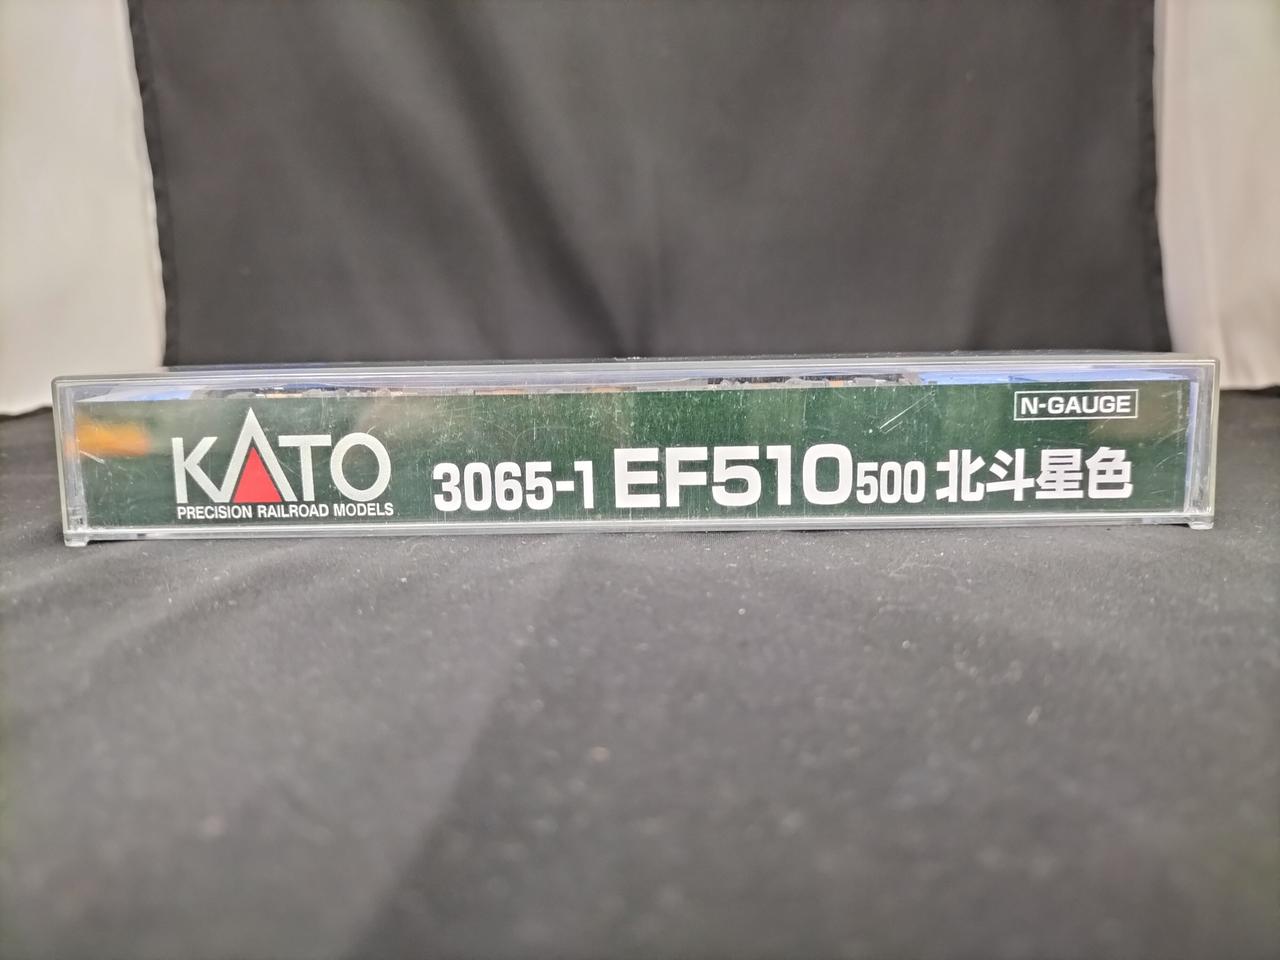 N-GAUGE
KATO
PRECISION RAILROAD MODELS
3065-1 EF510 500 北斗星色